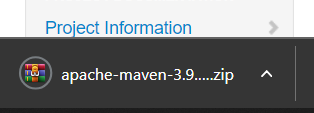 Project Information
apache-maven-3.9.....zip